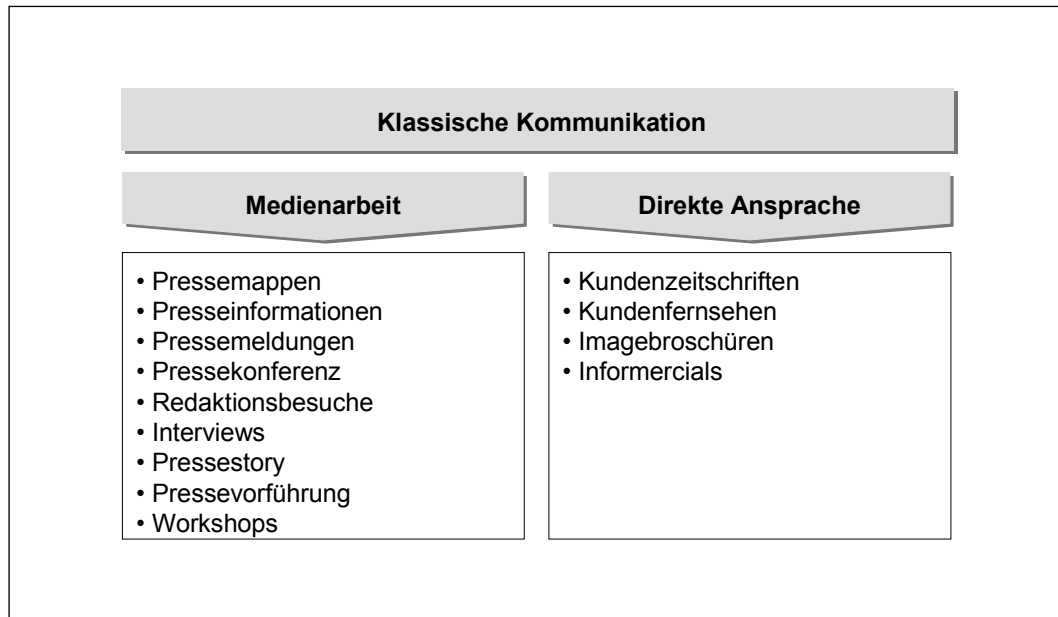 Klassische Kommunikation
Medienarbeit
• Pressemappen
• Presseinformationen
• Pressemeldungen
• Pressekonferenz
• Redaktionsbesuche
• Interviews
• Pressestory
• Pressevorführung
• Workshops
Direkte Ansprache
• Kundenzeitschriften
• Kundenfernsehen
• Imagebroschüren
• Informercials